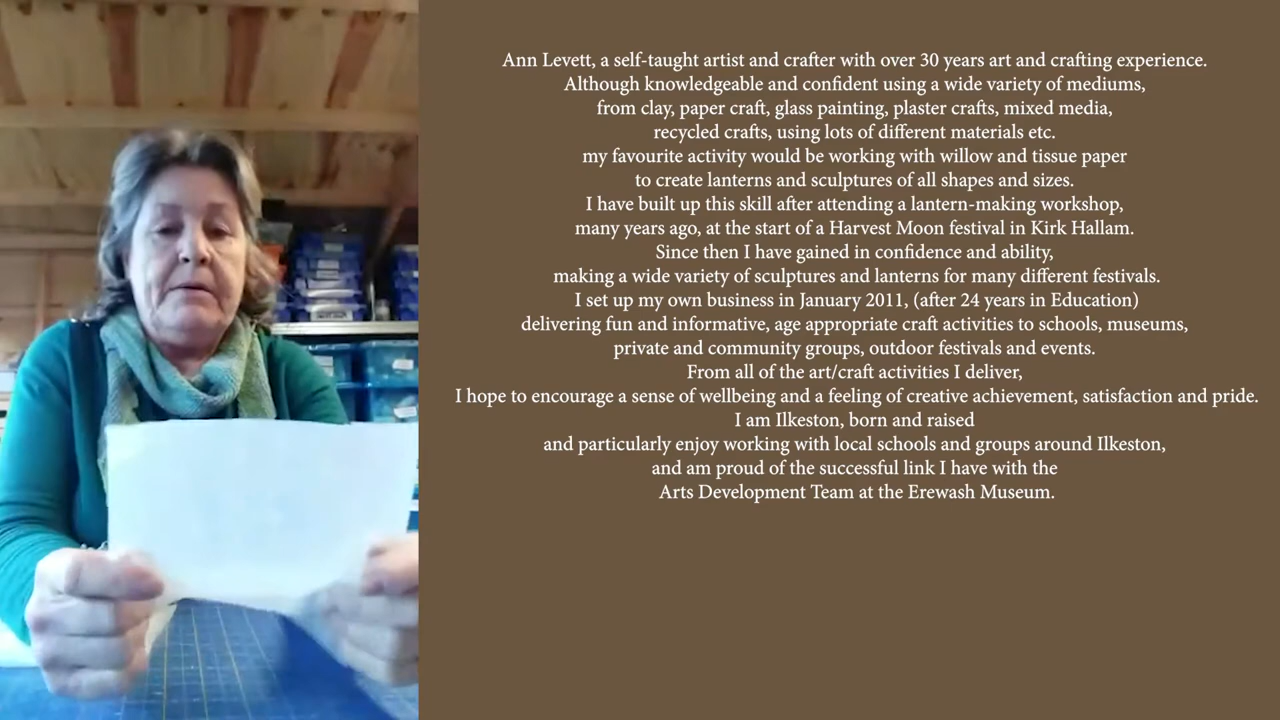 Ann Levett, a self-taught artist and crafter with over 30 years art and crafting experience.
Although knowledgeable and confident using a wide variety of mediums,
from clay, paper craft, glass painting, plaster crafts, mixed media,
recycled crafts, using lots of different materials etc.
my favourite activity would be working with willow and tissue paper
to create lanterns and sculptures of all shapes and sizes.
I have built up this skill after attending a lantern-making workshop,
many years ago, at the start of a Harvest Moon festival in Kirk Hallam.
Since then I have gained in confidence and ability,
making a wide variety of sculptures and lanterns for many different festivals.
I set up my own business in January 2011, (after 24 years in Education)
delivering fun and informative, age appropriate craft activities to schools, museums,
private and community groups, outdoor festivals and events.
From all of the art/craft activities I deliver,
I hope to encourage a sense of wellbeing and a feeling of creative achievement, satisfaction and pride.
I am Ilkeston, born and raised
and particularly enjoy working with local schools and groups around Ilkeston,
and am proud of the successful link I have with the
Arts Development Team at the Erewash Museum.